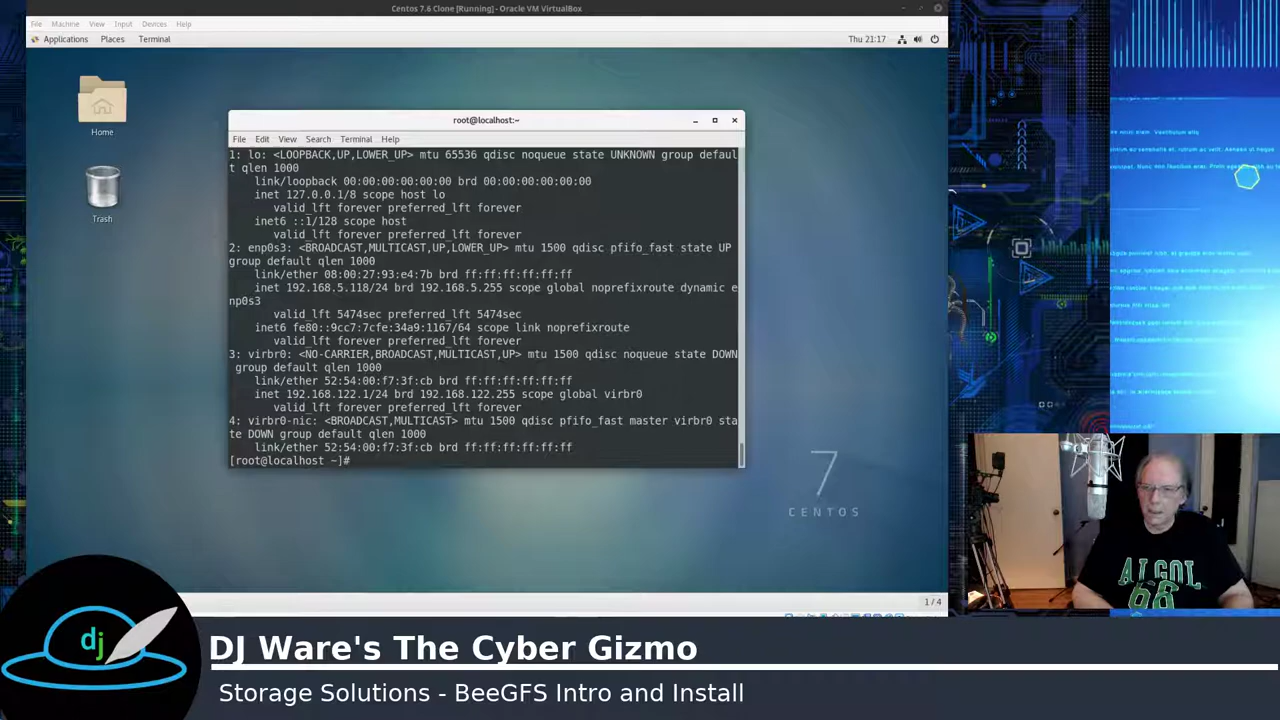 Centos 7.6 Clone [Running] - Oracle VM VirtualBox
File Machine View Input Devices Help
Applications Places Terminal Thu 21:17
Home
Trash
root@localhost:~
File Edit View Search Terminal Help
1: lo: <LOOPBACK,UP,LOWER_UP> mtu 65536 qdisc noqueue state UNKNOWN group defaul
t qlen 1000
link/loopback 00:00:00:00:00:00 brd 00:00:00:00:00:00
inet 127.0.0.1/8 scope host lo
valid_lft forever preferred_lft forever
inet6 ::1/128 scope host
valid_lft forever preferred_lft forever
2: enp0s3: <BROADCAST,MULTICAST,UP,LOWER_UP> mtu 1500 qdisc pfifo_fast state UP
group default qlen 1000
link/ether 08:00:27:93:e4:7b brd ff:ff:ff:ff:ff:ff
inet 192.168.5.118/24 brd 192.168.5.255 scope global noprefixroute dynamic e
np0s3
valid_lft 5474sec preferred_lft 5474sec
inet6 fe80::9cc7:7cfe:34a9:1167/64 scope link noprefixroute
valid_lft forever preferred_lft forever
3: virbr0: <NO-CARRIER,BROADCAST,MULTICAST,UP> mtu 1500 qdisc noqueue state DOWN
group default qlen 1000
link/ether 52:54:00:f7:3f:cb brd ff:ff:ff:ff:ff:ff
inet 192.168.122.1/24 brd 192.168.122.255 scope global virbr0
valid_lft forever preferred_lft forever
4: virbr0-nic: <BROADCAST,MULTICAST> mtu 1500 qdisc pfifo_fast master virbr0 sta
te DOWN group default qlen 1000
link/ether 52:54:00:f7:3f:cb brd ff:ff:ff:ff:ff:ff
[root@localhost ~]#
7
CENTOS
1 / 4
ALGOL
68
dj
DJ Ware's The Cyber Gizmo
Storage Solutions - BeeGFS Intro and Install